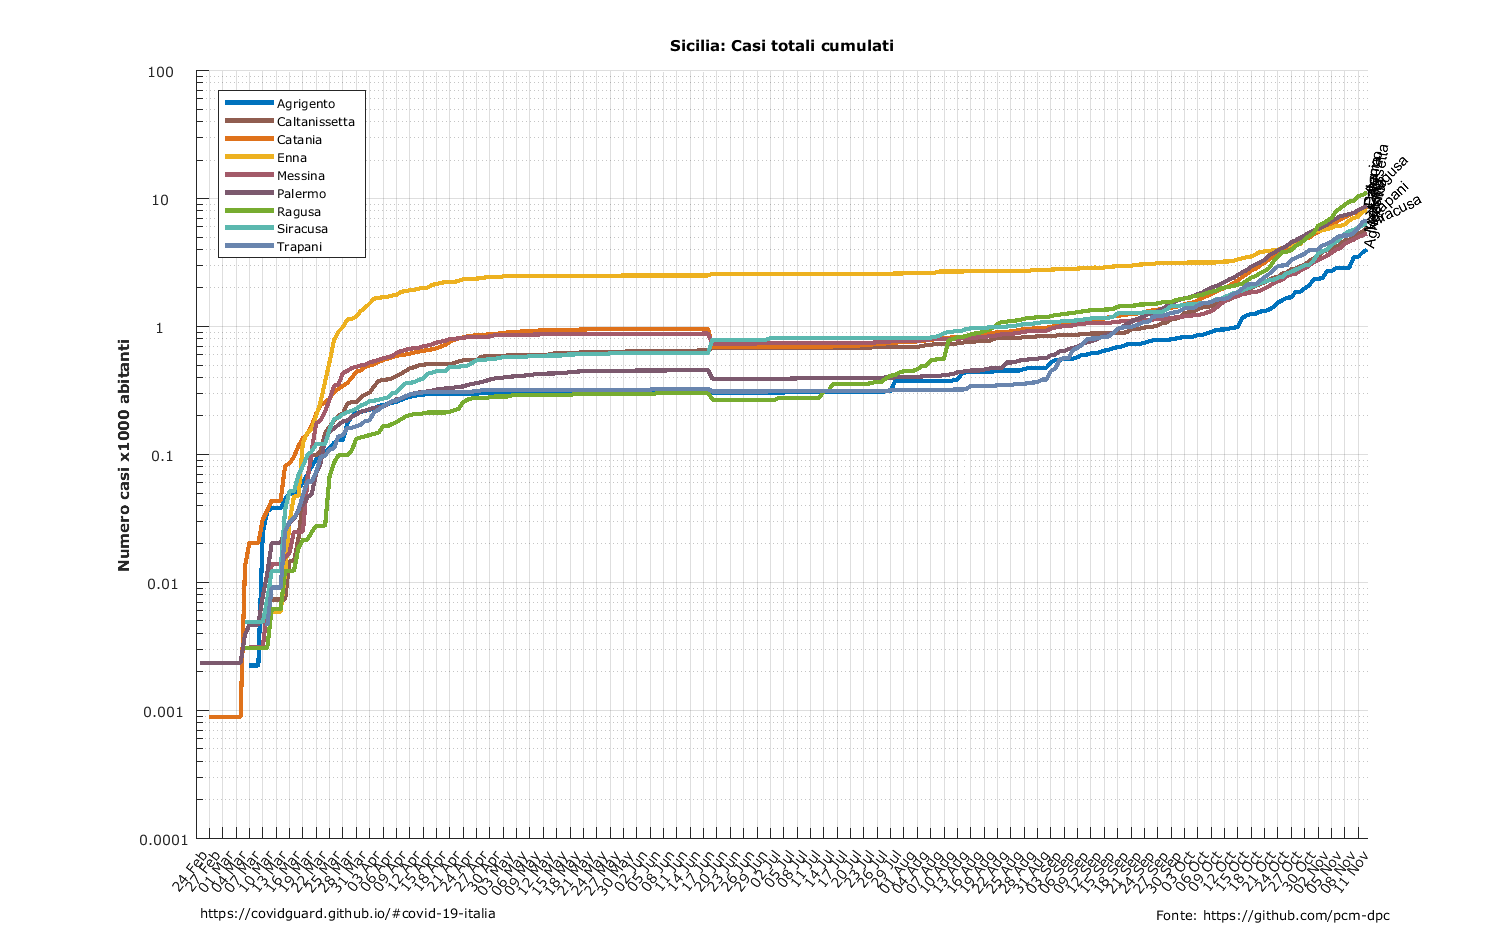 Sicilia: Casi totali cumulati
Numero casi x1000 abitanti
100
10
1
0.1
0.01
0.001
0.0001
Agrigento
Caltanissetta
Catania
Enna
Messina
Palermo
Ragusa
Siracusa
Trapani
Ragusa
Trapani
Siracusa
24 Feb
27 Feb
01 Mar
04 Mar
07 Mar
10 Mar
13 Mar
16 Mar
19 Mar
22 Mar
25 Mar
28 Mar
31 Mar
03 Apr
06 Apr
09 Apr
12 Apr
15 Apr
18 Apr
21 Apr
24 Apr
27 Apr
30 Apr
03 May
06 May
09 May
12 May
15 May
18 May
21 May
24 May
27 May
30 May
02 Jun
05 Jun
08 Jun
11 Jun
14 Jun
17 Jun
20 Jun
23 Jun
26 Jun
29 Jun
02 Jul
05 Jul
08 Jul
11 Jul
14 Jul
17 Jul
20 Jul
23 Jul
26 Jul
29 Jul
01 Aug
04 Aug
07 Aug
10 Aug
13 Aug
16 Aug
19 Aug
22 Aug
25 Aug
28 Aug
31 Aug
03 Sep
06 Sep
09 Sep
12 Sep
15 Sep
18 Sep
21 Sep
24 Sep
27 Sep
30 Sep
03 Oct
06 Oct
09 Oct
12 Oct
15 Oct
18 Oct
21 Oct
24 Oct
27 Oct
30 Oct
02 Nov
05 Nov
08 Nov
11 Nov
https://covidguard.github.io/#covid-19-italia
Fonte: https://github.com/pcm-dpc